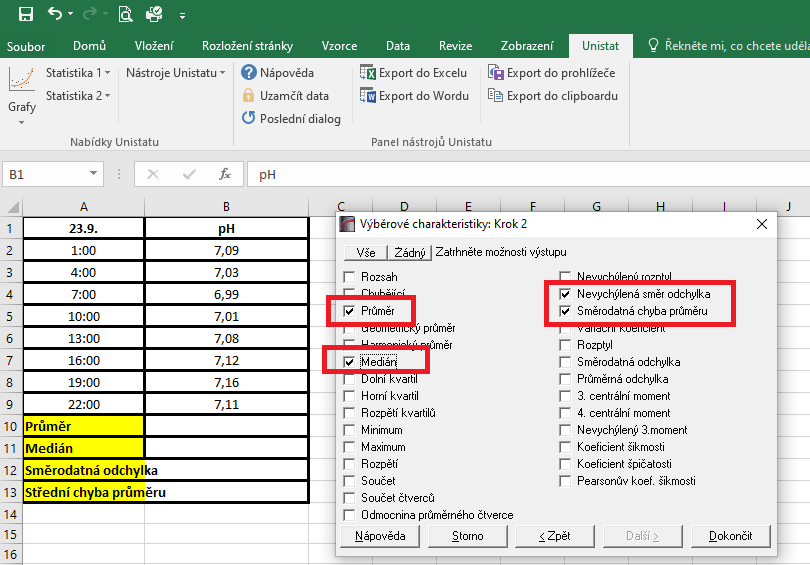 Soubor Domů Vložení Rozložení stránky Vzorce Data Revize Zobrazení Unistat Řekněte mi, co chcete uděla
Grafy
Statistika 1
Statistika 2
Nástroje Unistatu
Nabídky Unistatu
Nápověda
Uzamčít data
Poslední dialog
Export do Excelu
Export do Wordu
Export do prohlížeče
Export do clipboardu
Panel nástrojů Unistatu
B1 fx pH
A B C D E F G H I J
1 23.9. pH
2 1:00 7,09
3 4:00 7,03
4 7:00 6,99
5 10:00 7,01
6 13:00 7,08
7 16:00 7,12
8 19:00 7,16
9 22:00 7,11
10 Průměr
11 Medián
12 Směrodatná odchylka
13 Střední chyba průměru
14
15
16
Výběrové charakteristiky: Krok 2
Vše Žádný Zatrhněte možnosti výstupu
Rozsah
Chybějící
Průměr
Geometrický průměr
Harmonický průměr
Medián
Dolní kvartil
Horní kvartil
Rozpětí kvartilů
Minimum
Maximum
Rozpětí
Součet
Součet čtverců
Odmocnina průměrného čtverce
Nevychýlený rozptyl
Nevychýlená směr odchylka
Směrodatná chyba průměru
Variační koeficient
Rozptyl
Směrodatná odchylka
Průměrná odchylka
3. centrální moment
4. centrální moment
Nevychýlený 3.moment
Koeficient šikmosti
Koeficient špičatosti
Pearsonův koef. šikmosti
Nápověda Storno < Zpět Další > Dokončit